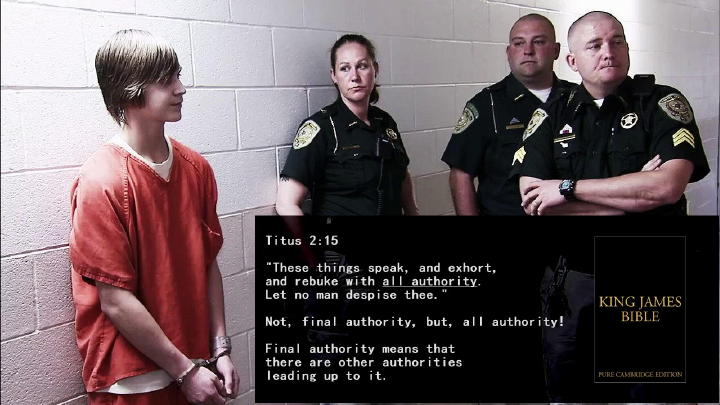 Titus 2:15
"These things speak, and exhort,
and rebuke with all authority.
Let no man despise thee."
Not, final authority, but, all authority!
Final authority means that
there are other authorities
leading up to it.
KING JAMES
BIBLE
PURE CAMBRIDGE EDITION